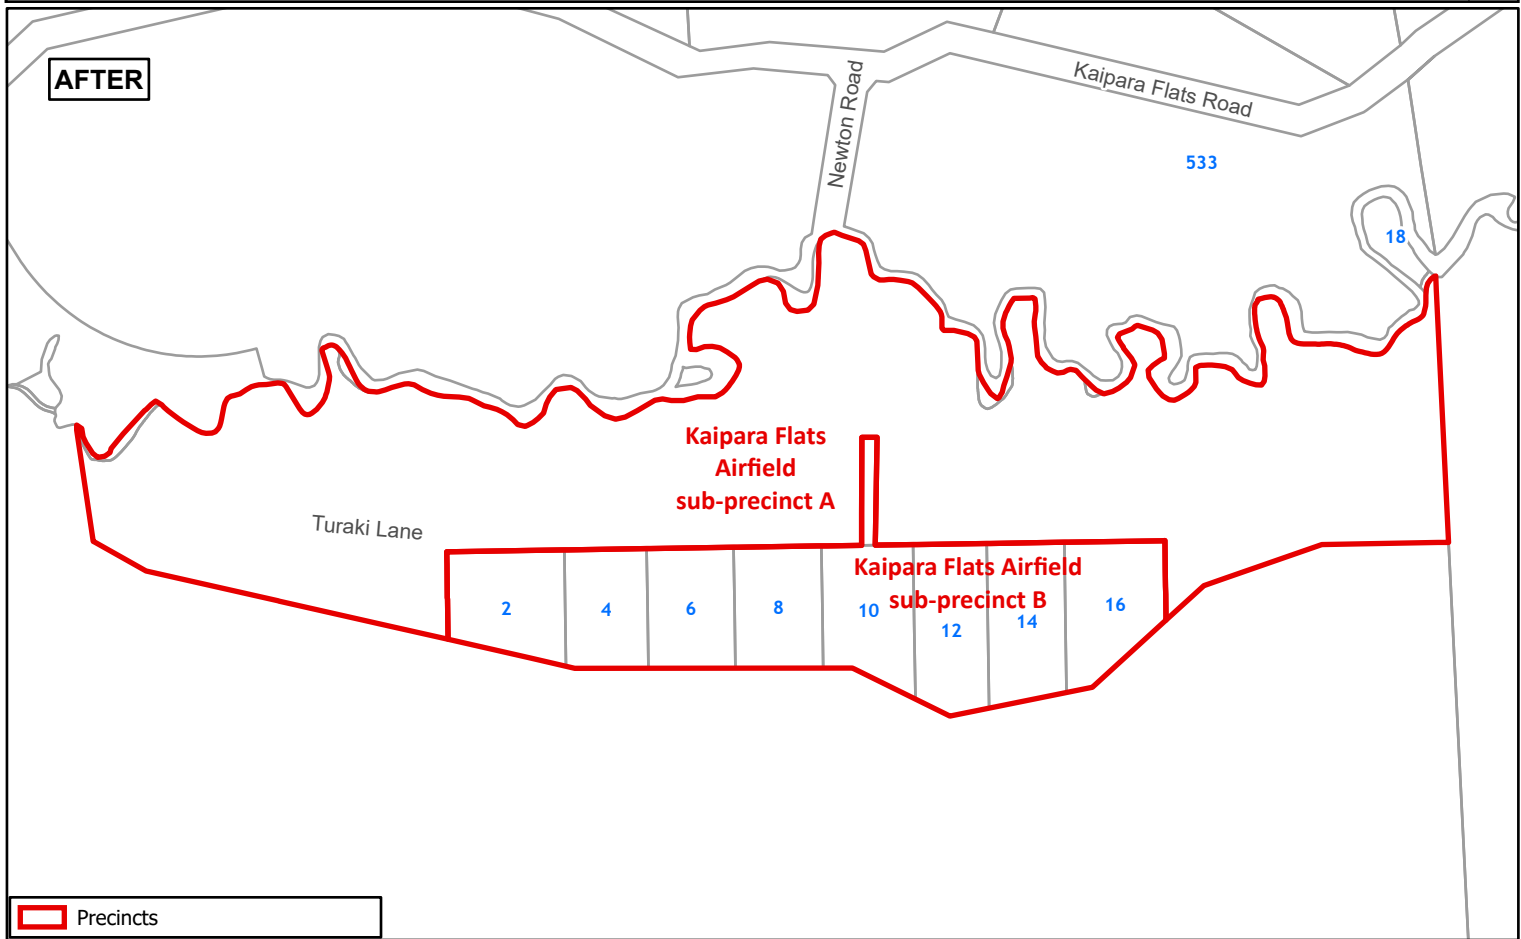 AFTER
Kaipara Flats Road
Newton Road
533
18
Kaipara Flats
Airfield
sub-precinct A
Turaki Lane
Kaipara Flats Airfield
sub-precinct B
2
4
6
8
10
12
14
16
Precincts